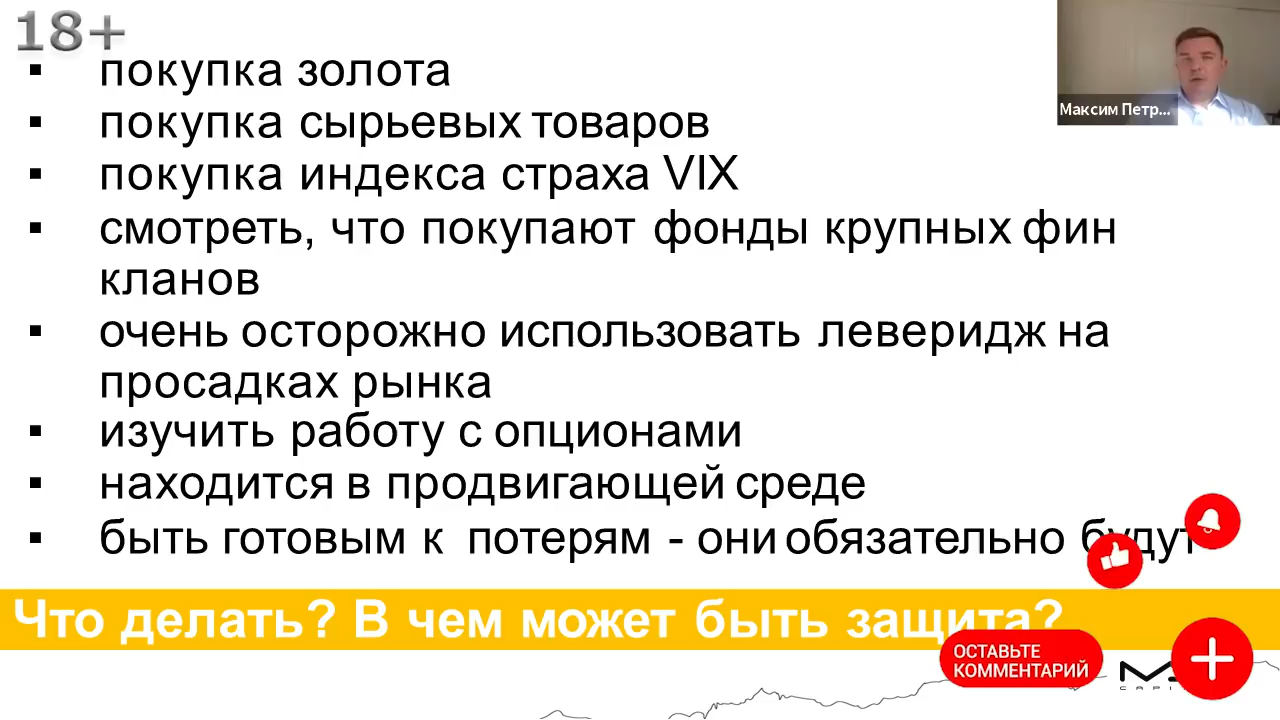 18+
покупка золота
покупка сырьевых товаров
покупка индекса страха VIX
смотреть, что покупают фонды крупных фин
кланов
очень осторожно использовать леверидж на
просадках рынка
изучить работу с опционами
находится в продвигающей среде
быть готовым к потерям - они обязательно будут
Максим Петр...
Что делать? В чем может быть защита?
ОСТАВЬТЕ
КОММЕНТАРИЙ